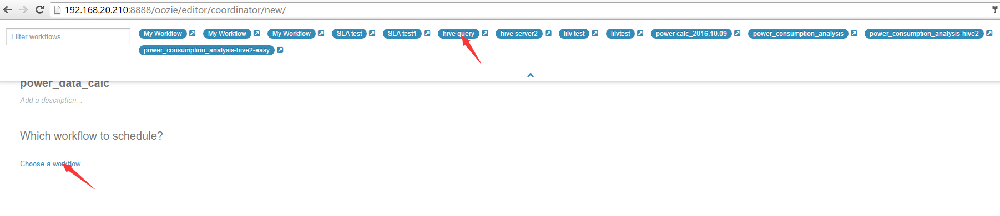 192.168.20.210:8888/oozie/editor/coordinator/new/
Filter workflows
My Workflow My Workflow My Workflow SLA test SLA test1 hive query hive server2 lilv test lilvtest power calc_2016.10.09 power_consumption_analysis power_consumption_analysis-hive2
power_consumption_analysis-hive2-easy
power_data_calc
Add a description...
Which workflow to schedule?
Choose a workflow...